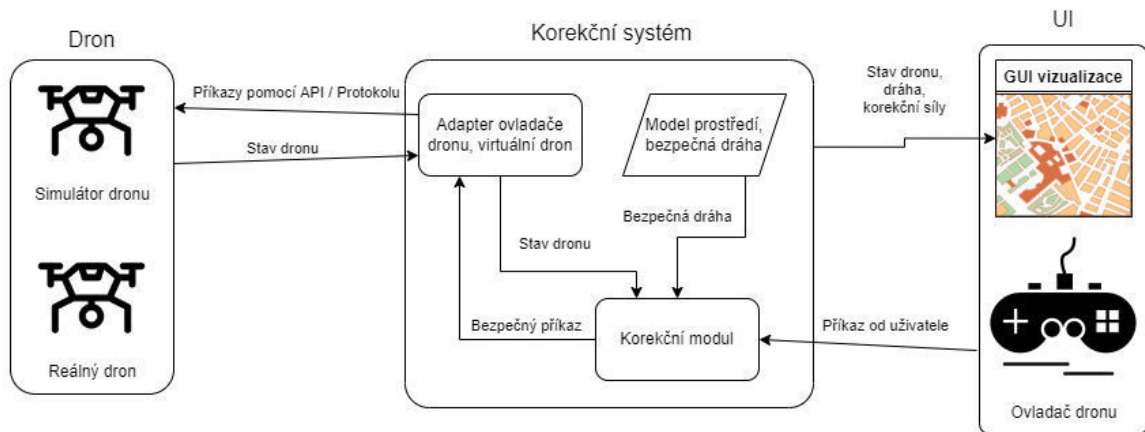 Dron
Simulátor dronu
Reálný dron
Příkazy pomocí API / Protokolu
Stav dronu
Korekční systém
Adapter ovladače
dronu, virtuální dron
Model prostředí,
bezpečná dráha
Bezpečná dráha
Stav dronu
Bezpečný příkaz
Korekční modul
Stav dronu,
dráha,
korekční síly
Příkaz od uživatele
UI
GUI vizualizace
Ovladač dronu